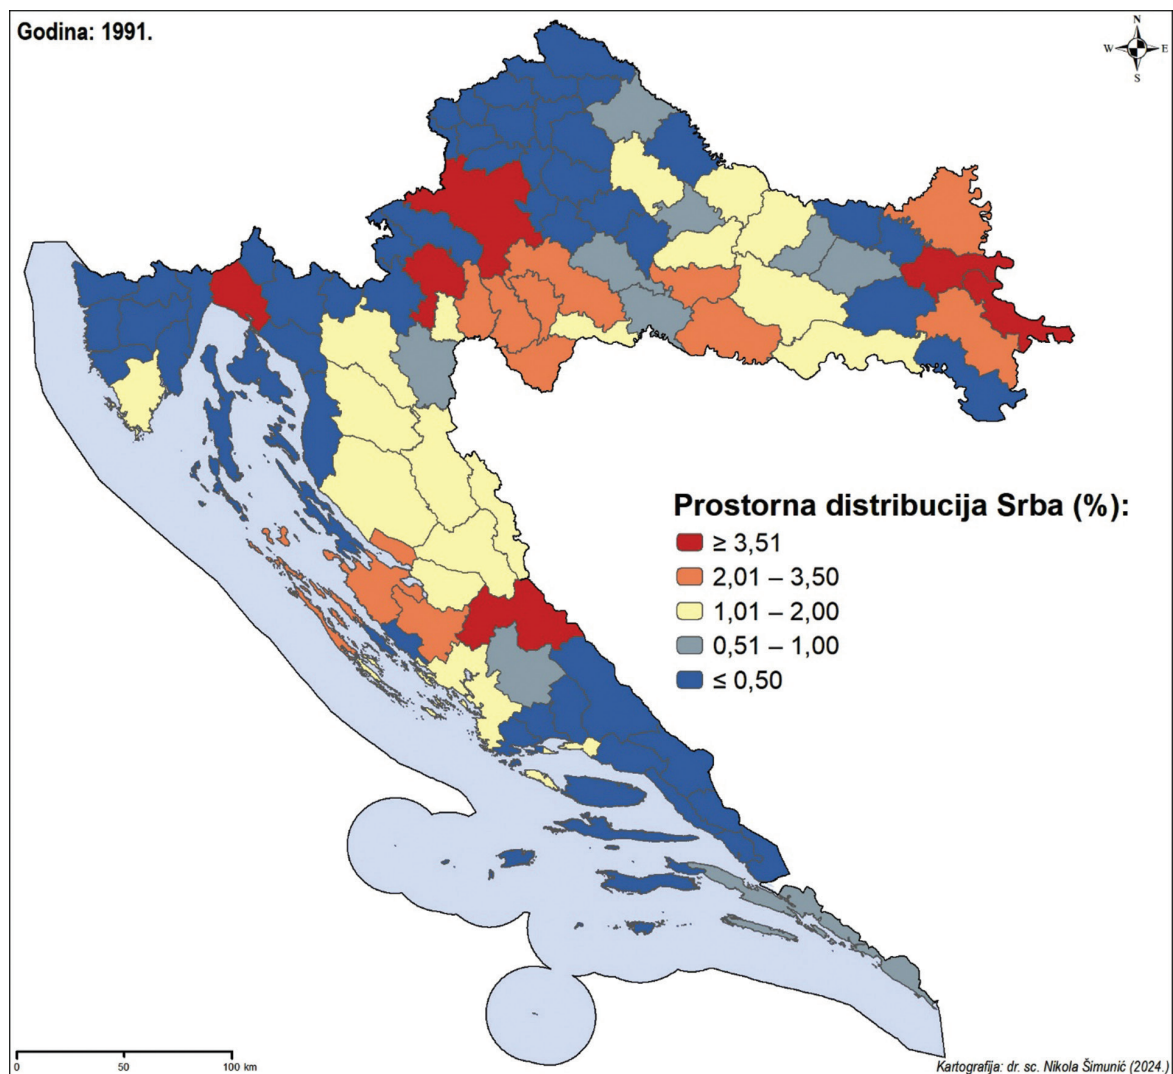 Godina: 1991.
N
W E
S
Prostorna distribucija Srba (%):
≥ 3,51
2,01 – 3,50
1,01 – 2,00
0,51 – 1,00
≤ 0,50
0 50 100 km
Kartografija: dr. sc. Nikola Šimunić (2024.)